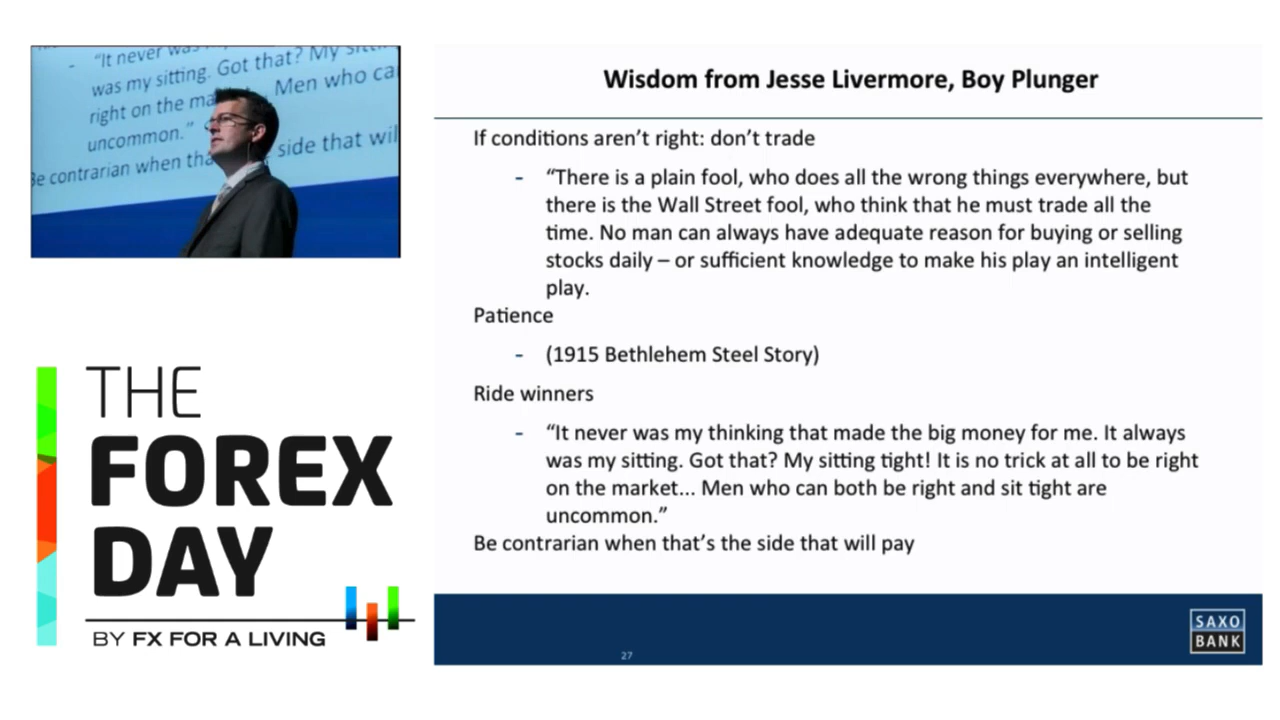 - "It never was
was my sitting. Got that? My sitti
right on the ma Men who ca
uncommon."
Be contrarian when tha side that wil
THE
FOREX
DAY
BY FX FOR A LIVING
Wisdom from Jesse Livermore, Boy Plunger
If conditions aren’t right: don’t trade
- “There is a plain fool, who does all the wrong things everywhere, but
there is the Wall Street fool, who think that he must trade all the
time. No man can always have adequate reason for buying or selling
stocks daily – or sufficient knowledge to make his play an intelligent
play.
Patience
- (1915 Bethlehem Steel Story)
Ride winners
- “It never was my thinking that made the big money for me. It always
was my sitting. Got that? My sitting tight! It is no trick at all to be right
on the market... Men who can both be right and sit tight are
uncommon.”
Be contrarian when that’s the side that will pay
27
SAXO
BANK